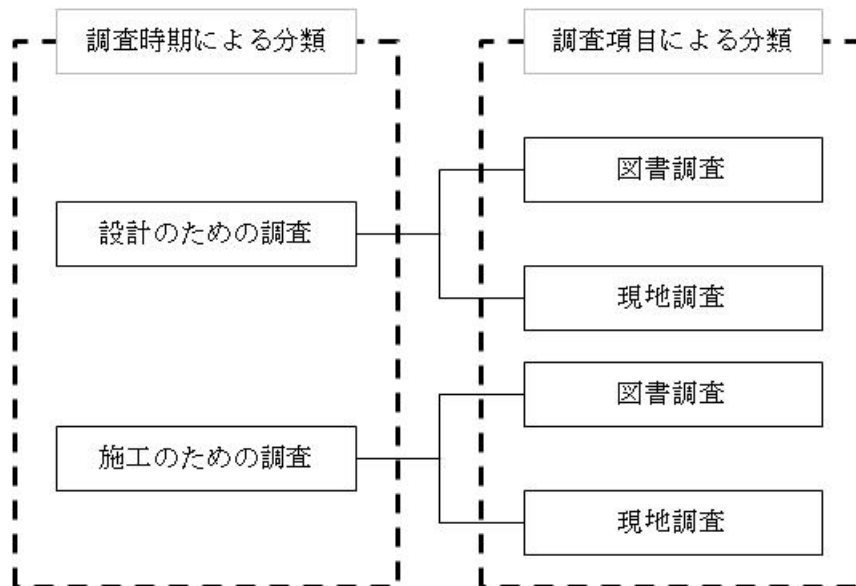 調査時期による分類
調査項目による分類
設計のための調査
図書調査
現地調査
施工のための調査
図書調査
現地調査